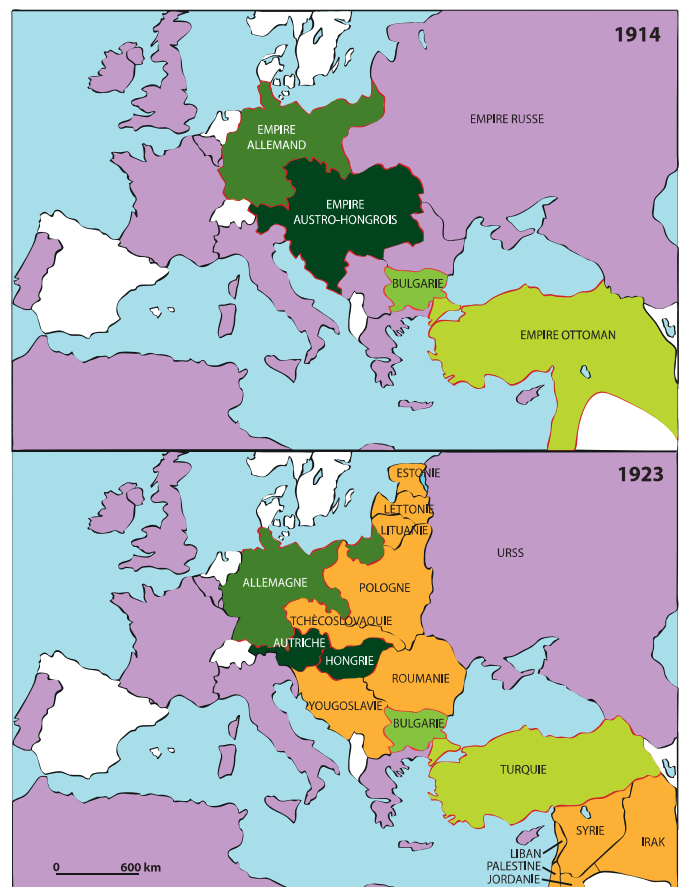 1914
EMPIRE RUSSE
EMPIRE
ALLEMAND
EMPIRE
AUSTRO-HONGROIS
BULGARIE
EMPIRE OTTOMAN
1923
ESTONIE
LETTONIE
LITUANIE
URSS
ALLEMAGNE
POLOGNE
TCHÈCOSLOVAQUIE
AUTRICHE
HONGRIE
ROUMANIE
YOUGOSLAVIE
BULGARIE
TURQUIE
SYRIE
IRAK
LIBAN
PALESTINE
JORDANIE
0 600 km